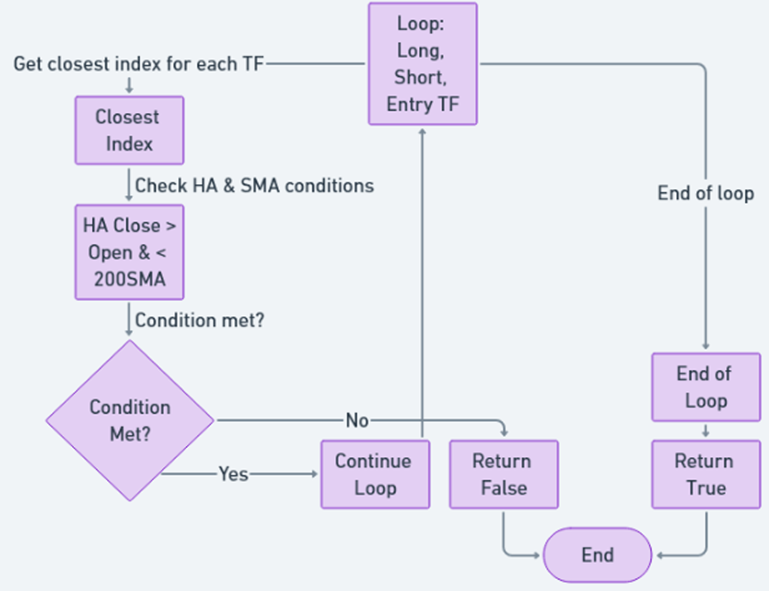 Loop:
Long,
Short,
Entry TF
Get closest index for each TF
Closest
Index
Check HA & SMA conditions
End of loop
HA Close >
Open & <
200SMA
Condition met?
End of
Loop
Condition
Met?
No
Yes
Continue
Loop
Return
False
Return
True
End